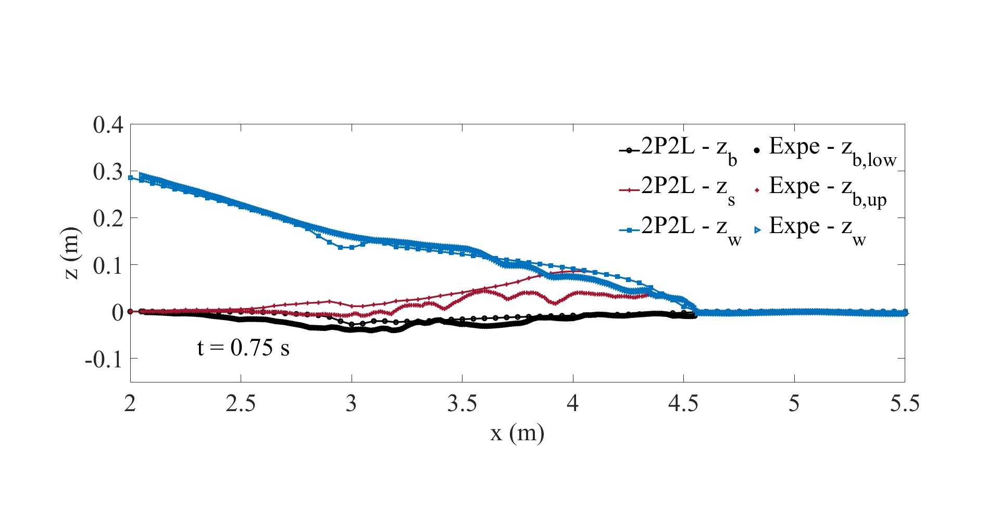 0.4
0.3
0.2
0.1
0
-0.1
z (m)
2P2L - z_b Expe - z_b,low
2P2L - z_s Expe - z_b,up
2P2L - z_w Expe - z_w
t = 0.75 s
2 2.5 3 3.5 4 4.5 5 5.5
x (m)